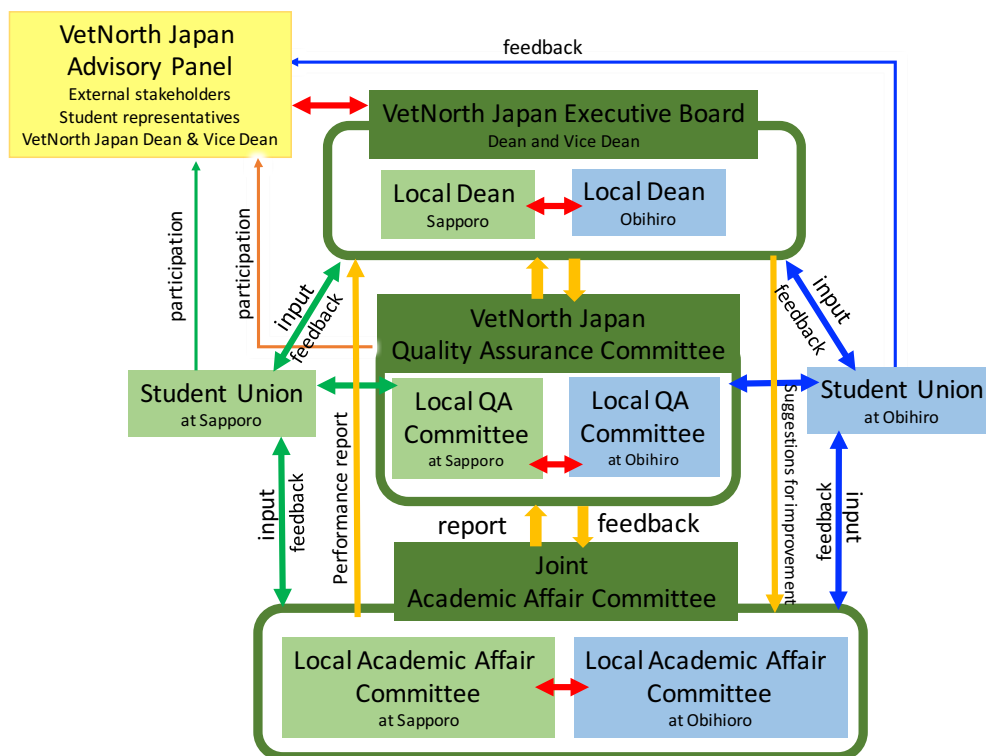 VetNorth Japan
Advisory Panel
External stakeholders
Student representatives
VetNorth Japan Dean & Vice Dean
feedback
VetNorth Japan Executive Board
Dean and Vice Dean
Local Dean
Sapporo
Local Dean
Obihiro
participation
participation
input
feedback
input
feedback
VetNorth Japan
Quality Assurance Committee
Student Union
at Sapporo
Local QA
Committee
at Sapporo
Local QA
Committee
at Obihiro
Student Union
at Obihiro
Performance report
Suggestions for improvement
input
feedback
report
feedback
feedback
input
Joint
Academic Affair Committee
Local Academic Affair
Committee
at Sapporo
Local Academic Affair
Committee
at Obihioro